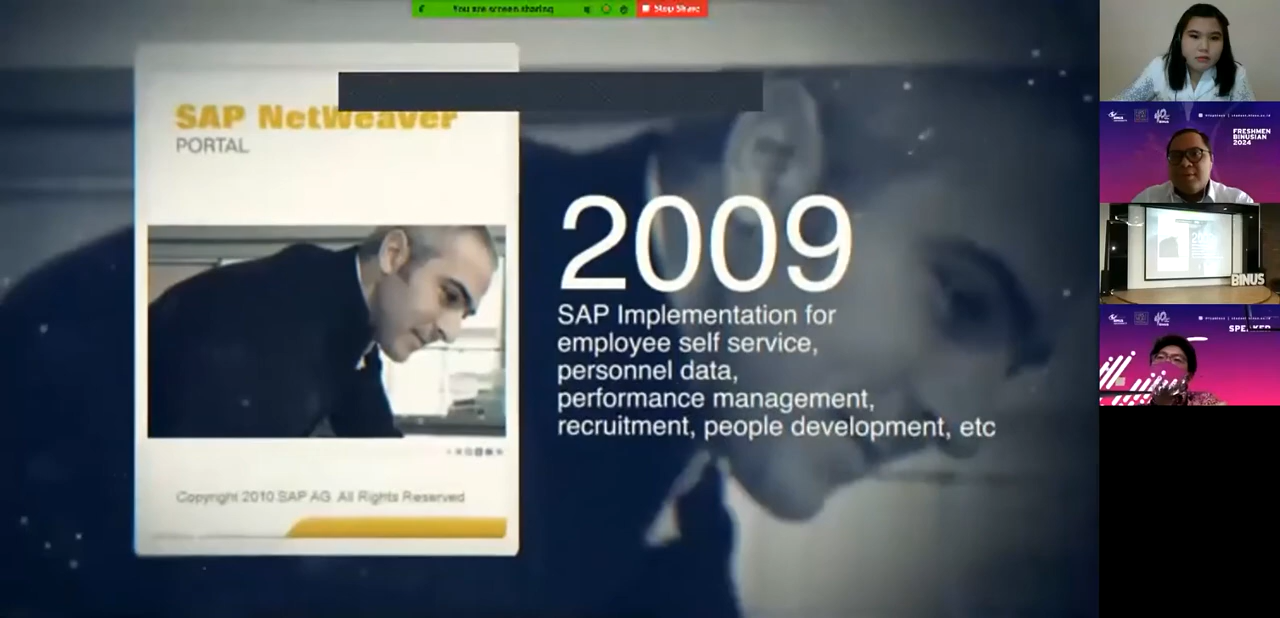 You are screen sharing
Stop Share
SAP NetWeaver
PORTAL
2009
SAP Implementation for
employee self service,
personnel data,
performance management,
recruitment, people development, etc
Copyright 2010 SAP AG. All Rights Reserved
FRESHMEN
BINUSIAN
2024
2009
BINUS